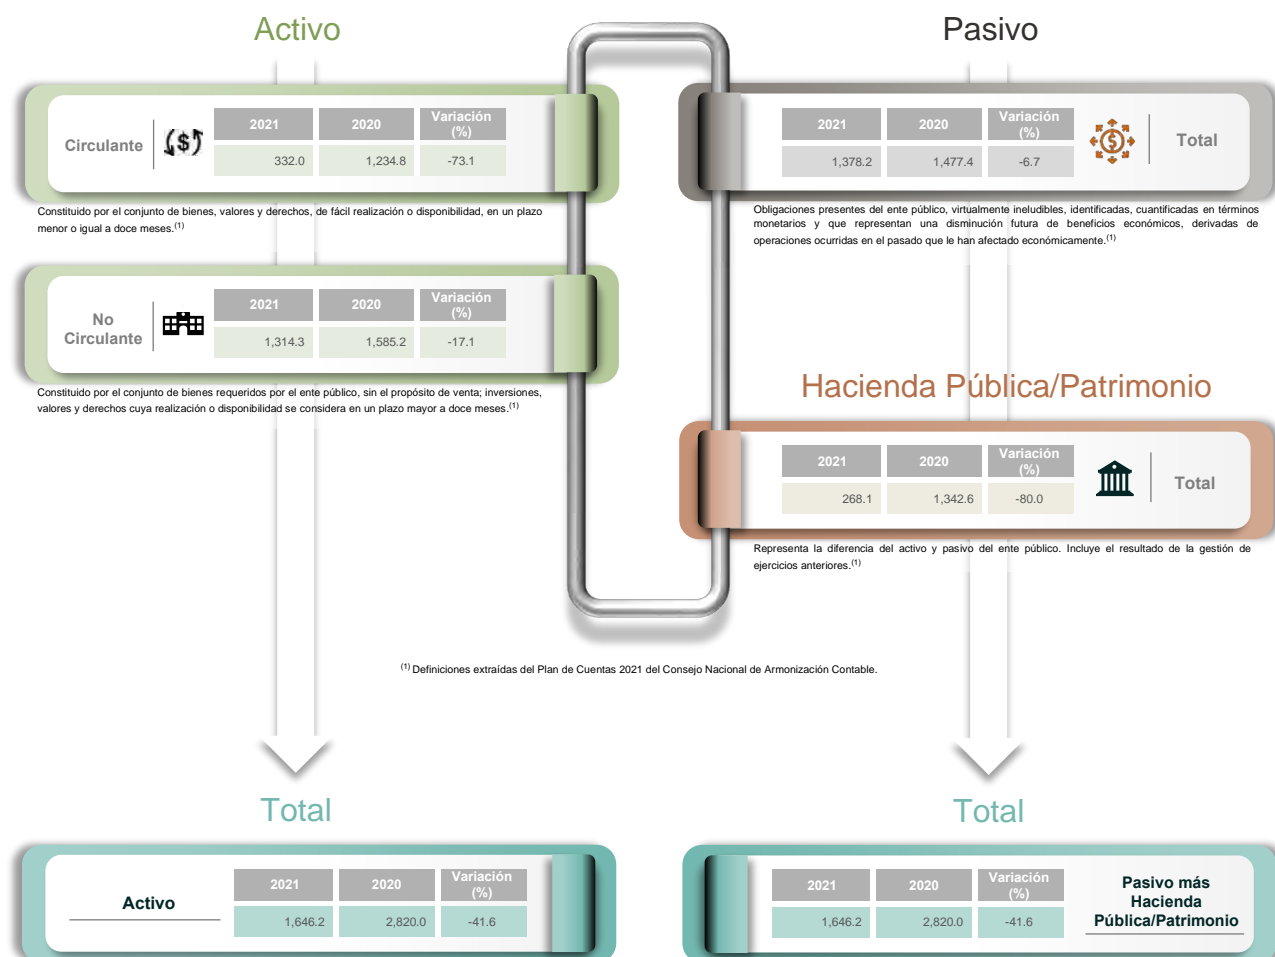 Activo
Circulante
2021 2020 Variación (%)
332.0 1,234.8 -73.1
Constituido por el conjunto de bienes, valores y derechos, de fácil realización o disponibilidad, en un plazo
menor o igual a doce meses.(1)
No
Circulante
2021 2020 Variación (%)
1,314.3 1,585.2 -17.1
Constituido por el conjunto de bienes requeridos por el ente público, sin el propósito de venta; inversiones,
valores y derechos cuya realización o disponibilidad se considera en un plazo mayor a doce meses.(1)
Pasivo
2021 2020 Variación (%)
1,378.2 1,477.4 -6.7
Total
Obligaciones presentes del ente público, virtualmente ineludibles, identificadas, cuantificadas en términos
monetarios y que representan una disminución futura de beneficios económicos, derivadas de
operaciones ocurridas en el pasado que le han afectado económicamente.(1)
Hacienda Pública/Patrimonio
2021 2020 Variación (%)
268.1 1,342.6 -80.0
Total
Representa la diferencia del activo y pasivo del ente público. Incluye el resultado de la gestión de
ejercicios anteriores.(1)
(1) Definiciones extraídas del Plan de Cuentas 2021 del Consejo Nacional de Armonización Contable.
Total
Activo
2021 2020 Variación (%)
1,646.2 2,820.0 -41.6
Total
2021 2020 Variación (%)
1,646.2 2,820.0 -41.6
Pasivo más
Hacienda
Pública/Patrimonio